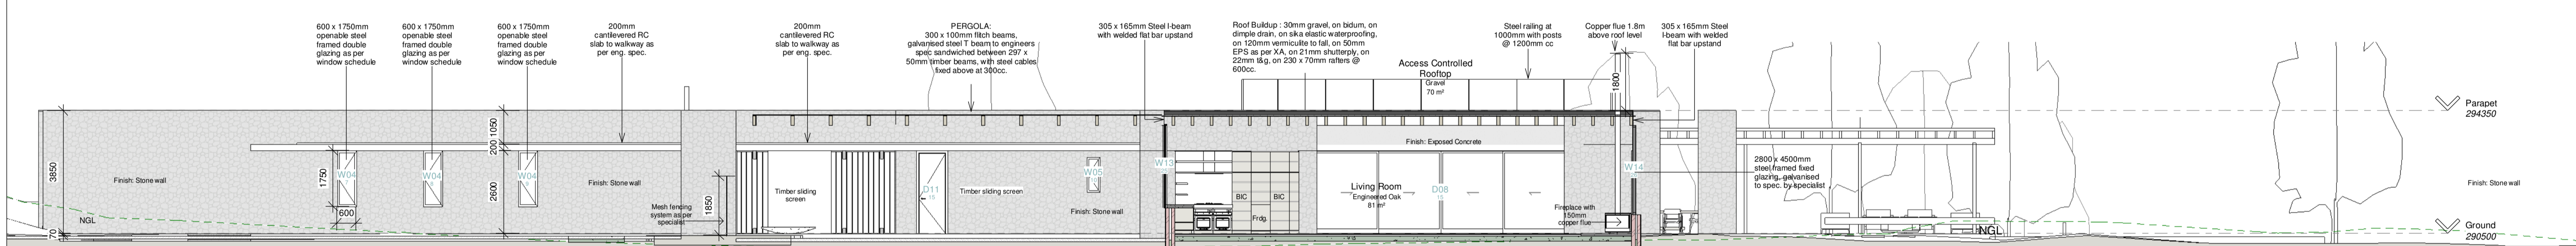 600 x 1750mm
openable steel
framed double
glazing as per
window schedule
600 x 1750mm
openable steel
framed double
glazing as per
window schedule
600 x 1750mm
openable steel
framed double
glazing as per
window schedule
200mm
cantilevered RC
slab to walkway as
per eng. spec.
200mm
cantilevered RC
slab to walkway as
per eng. spec.
PERGOLA:
300 x 100mm flitch beams,
galvanised steel T beam to engineers
spec sandwiched between 297 x
50mm timber beams, with steel cables
fixed above at 300cc.
305 x 165mm Steel I-beam
with welded flat bar upstand
Roof Buildup : 30mm gravel, on bidum, on
dimple drain, on sika elastic waterproofing,
on 120mm vermiculite to fall, on 50mm
EPS as per XA, on 21mm shutterply, on
22mm t&g, on 230 x 70mm rafters @
600cc.
Access Controlled
Rooftop
Gravel
70 m²
Steel railing at
1000mm with posts
@ 1200mm cc
Copper flue 1.8m
above roof level
305 x 165mm Steel
I-beam with welded
flat bar upstand
1800
Parapet
294350
3850
1050
200
2600
1750
600
70
NGL
Finish: Stone wall
W04
W04
W04
Finish: Stone wall
Mesh fencing
system as per
specialist
1850
Timber sliding
screen
D11
15
Timber sliding screen
W05
Finish: Stone wall
W13
BIC
BIC
Frdg.
Finish: Exposed Concrete
Living Room
Engineered Oak
81 m²
D08
15
Fireplace with
150mm
copper flue
W14
2800 x 4500mm
steel framed fixed
glazing, galvanised
to spec. by specialist
NGL
Finish: Stone wall
Ground
290500